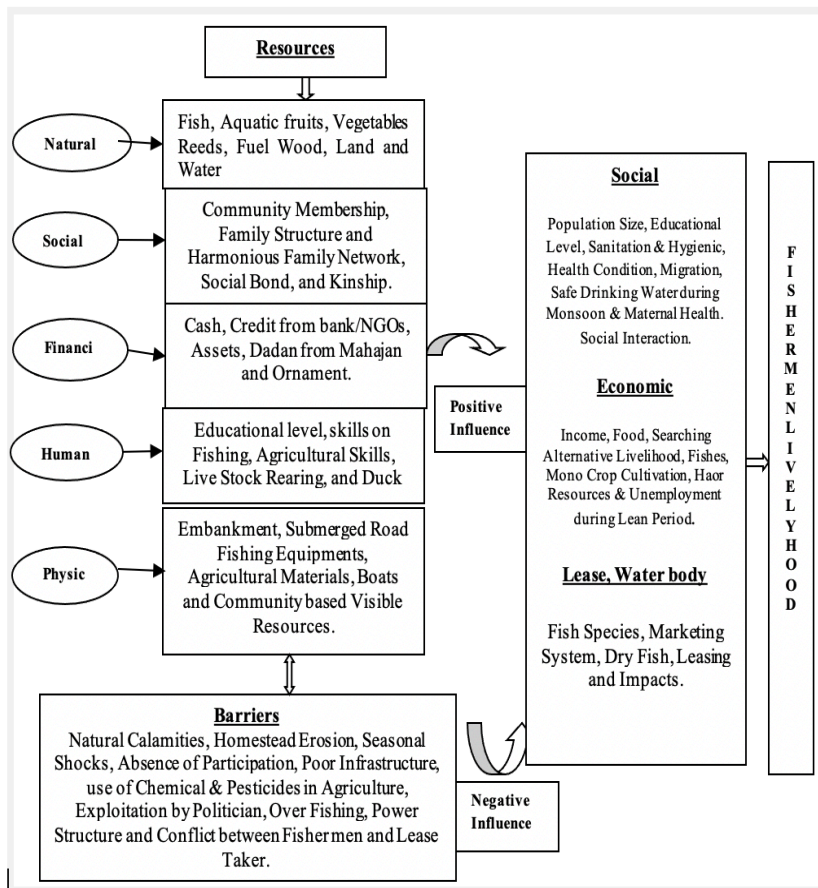 Resources
Natural
Fish, Aquatic fruits, Vegetables
Reeds, Fuel Wood, Land and
Water
Social
Community Membership,
Family Structure and
Harmonious Family Network,
Social Bond, and Kinship.
Financi
Cash, Credit from bank/NGOs,
Assets, Dadan from Mahajan
and Ornament.
Human
Educational level, skills on
Fishing, Agricultural Skills,
Live Stock Rearing, and Duck
Physic
Embankment, Submerged Road
Fishing Equipments,
Agricultural Materials, Boats
and Community based Visible
Resources.
Barriers
Natural Calamities, Homestead Erosion, Seasonal
Shocks, Absence of Participation, Poor Infrastructure,
use of Chemical & Pesticides in Agriculture,
Exploitation by Politician, Over Fishing, Power
Structure and Conflict between Fishermen and Lease
Taker.
Positive
Influence
Negative
Influence
Social
Population Size, Educational
Level, Sanitation & Hygienic,
Health Condition, Migration,
Safe Drinking Water during
Monsoon & Maternal Health.
Social Interaction.
Economic
Income, Food, Searching
Alternative Livelihood, Fishes,
Mono Crop Cultivation, Haor
Resources & Unemployment
during Lean Period.
Lease, Water body
Fish Species, Marketing
System, Dry Fish, Leasing
and Impacts.
FISHERMENLIVELYHOOD